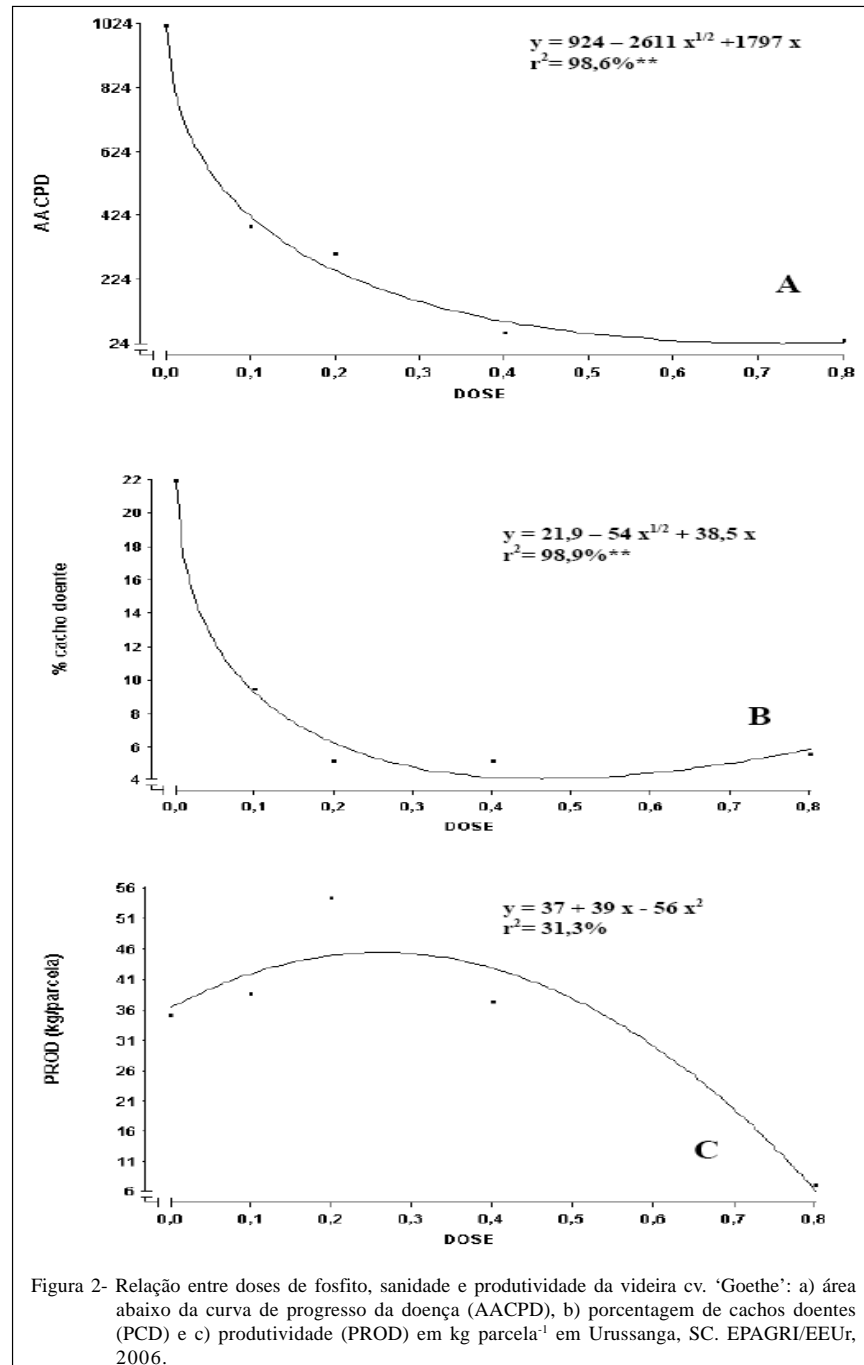 1024
824
624
424
224
24
AACPD
y = 924 – 2611 x^1/2 +1797 x
r²= 98,6%**
A
0,0 0,1 0,2 0,3 0,4 0,5 0,6 0,7 0,8
DOSE
22
20
18
16
14
12
10
8
6
4
% cacho doente
y = 21,9 – 54 x^1/2 + 38,5 x
r²= 98,9%**
B
0,0 0,1 0,2 0,3 0,4 0,5 0,6 0,7 0,8
DOSE
56
51
46
41
36
31
26
21
16
11
6
PROD (kg/parcola)
y = 37 + 39 x - 56 x²
r²= 31,3%
C
0,0 0,1 0,2 0,3 0,4 0,5 0,6 0,7 0,8
DOSE
Figura 2- Relação entre doses de fosfito, sanidade e produtividade da videira cv. ‘Goethe’: a) área
abaixo da curva de progresso da doença (AACPD), b) porcentagem de cachos doentes
(PCD) e c) produtividade (PROD) em kg parcela⁻¹ em Urussanga, SC. EPAGRI/EEUr,
2006.